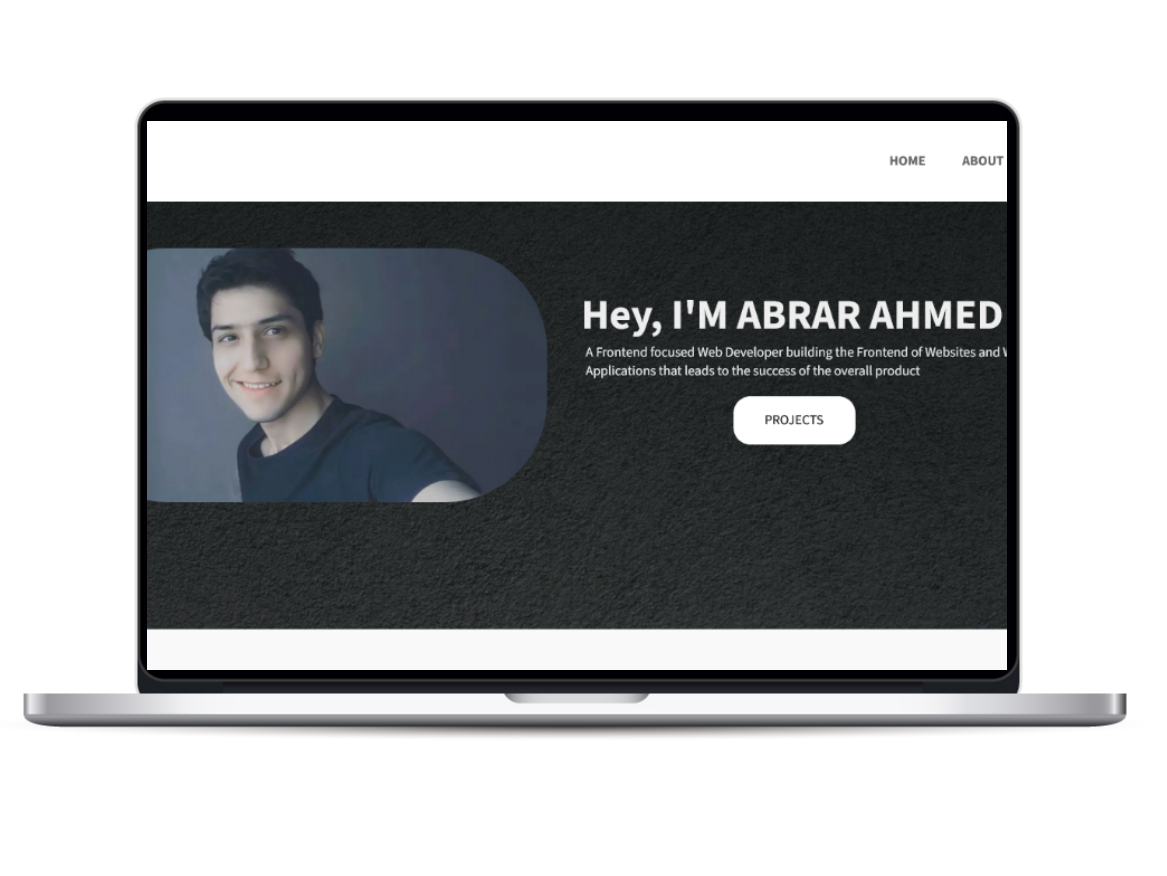 HOME ABOUT
Hey, I'M ABRAR AHMED
A Frontend focused Web Developer building the Frontend of Websites and
Applications that leads to the success of the overall product
PROJECTS